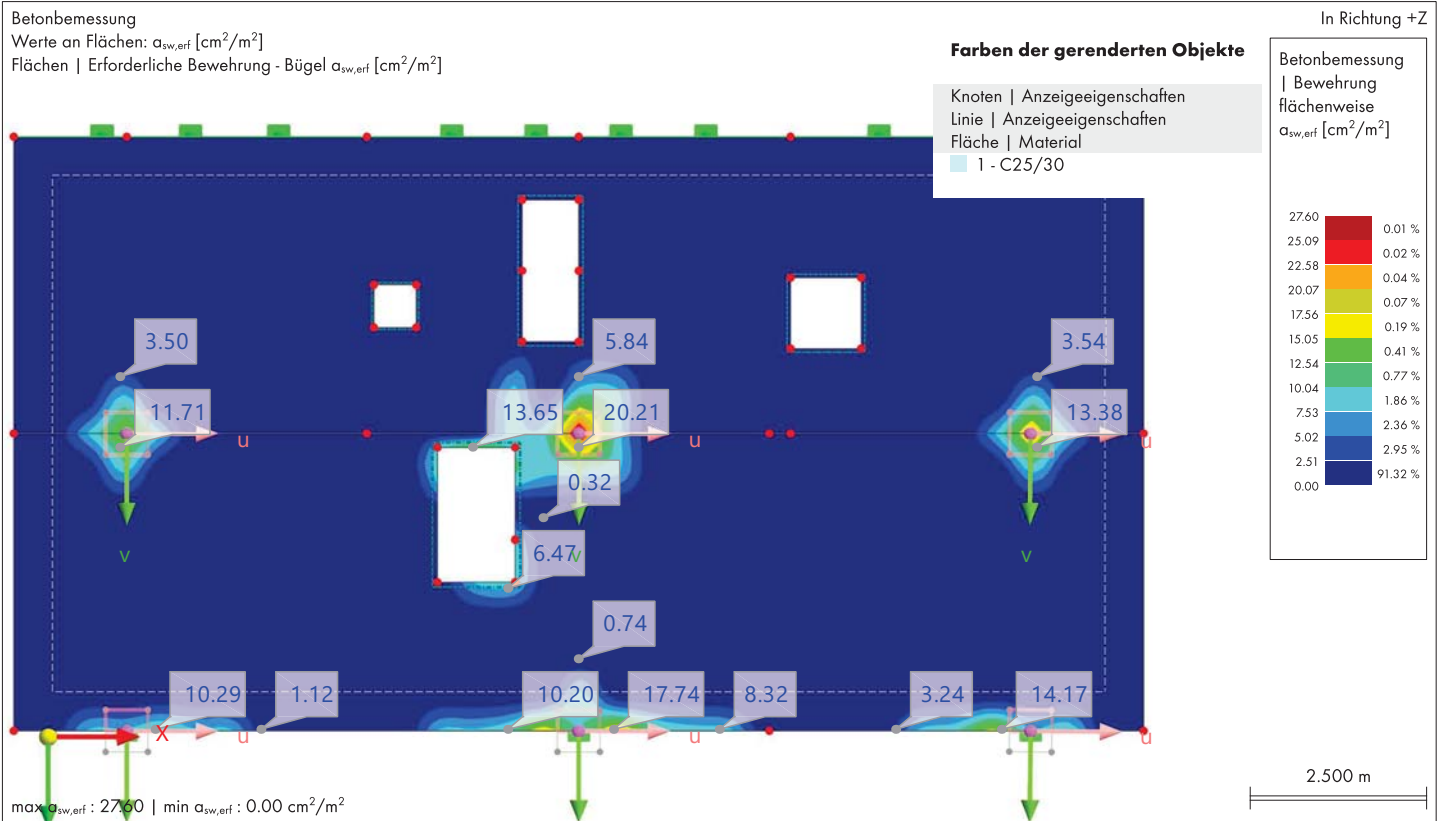 Betonbemessung
Werte an Flächen: asw,erf [cm²/m²]
Flächen | Erforderliche Bewehrung - Bügel asw,erf [cm²/m²]
In Richtung +Z
Farben der gerenderten Objekte
Knoten | Anzeigeeigenschaften
Linie | Anzeigeeigenschaften
Fläche | Material
1 - C25/30
Betonbemessung
| Bewehrung
flächenweise
asw,erf [cm²/m²]
27.60
0.01 %
25.09
0.02 %
22.58
0.04 %
20.07
0.07 %
17.56
0.19 %
15.05
0.41 %
12.54
0.77 %
10.04
1.86 %
7.53
2.36 %
5.02
2.95 %
2.51
91.32 %
0.00
3.50
5.84
3.54
11.71
13.65
20.21
13.38
u
u
u
0.32
v
6.47
v
v
0.74
10.29
1.12
10.20
17.74
8.32
3.24
14.17
X
u
u
u
2.500 m
max asw,erf : 27.60 | min asw,erf : 0.00 cm²/m²